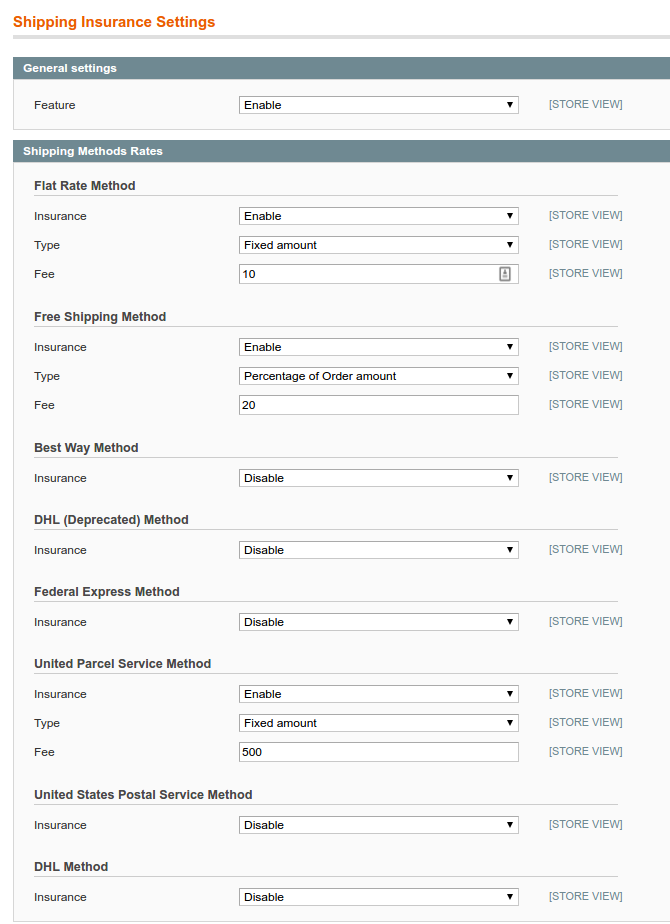 Shipping Insurance Settings
General settings
Feature Enable [STORE VIEW]
Shipping Methods Rates
Flat Rate Method
Insurance Enable [STORE VIEW]
Type Fixed amount [STORE VIEW]
Fee 10 [STORE VIEW]
Free Shipping Method
Insurance Enable [STORE VIEW]
Type Percentage of Order amount [STORE VIEW]
Fee 20 [STORE VIEW]
Best Way Method
Insurance Disable [STORE VIEW]
DHL (Deprecated) Method
Insurance Disable [STORE VIEW]
Federal Express Method
Insurance Disable [STORE VIEW]
United Parcel Service Method
Insurance Enable [STORE VIEW]
Type Fixed amount [STORE VIEW]
Fee 500 [STORE VIEW]
United States Postal Service Method
Insurance Disable [STORE VIEW]
DHL Method
Insurance Disable [STORE VIEW]